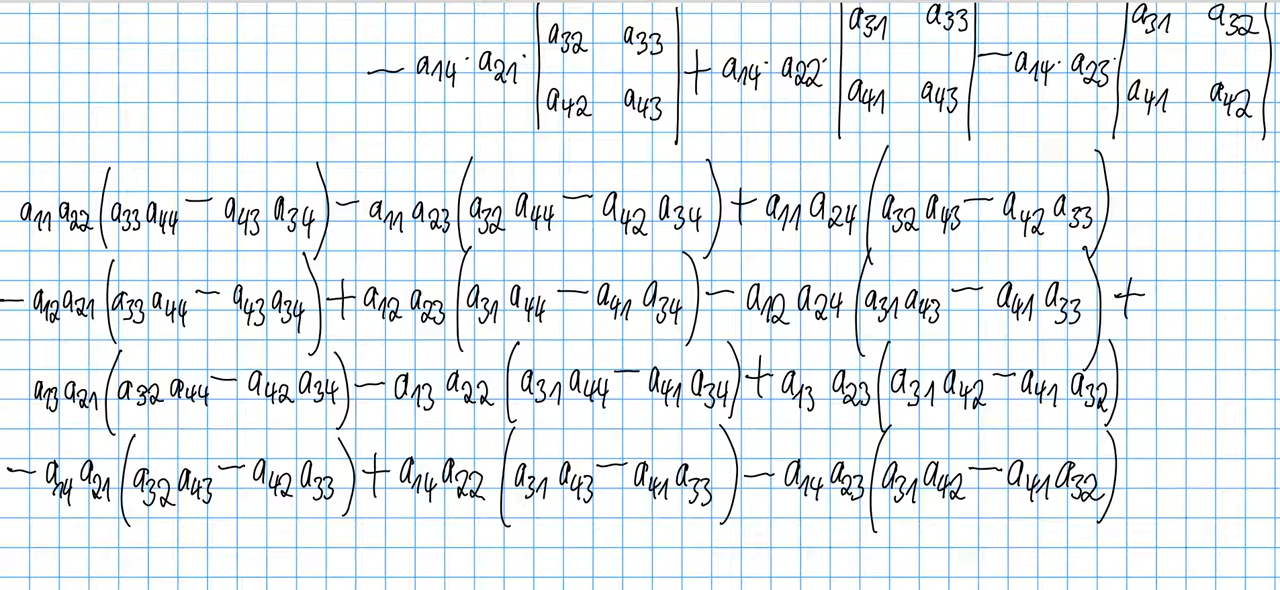 − a14 · a21 · |a32 a33; a42 a43| + a14 · a22 · |a31 a33; a41 a43| − a14 · a23 · |a31 a32; a41 a42|
a11 a22 (a33 a44 − a43 a34) − a11 a23 (a32 a44 − a42 a34) + a11 a24 (a32 a43 − a42 a33)
− a12 a21 (a33 a44 − a43 a34) + a12 a23 (a31 a44 − a41 a34) − a12 a24 (a31 a43 − a41 a33) +
a13 a21 (a32 a44 − a42 a34) − a13 a22 (a31 a44 − a41 a34) + a13 a23 (a31 a42 − a41 a32)
− a14 a21 (a32 a43 − a42 a33) + a14 a22 (a31 a43 − a41 a33) − a14 a23 (a31 a42 − a41 a32)